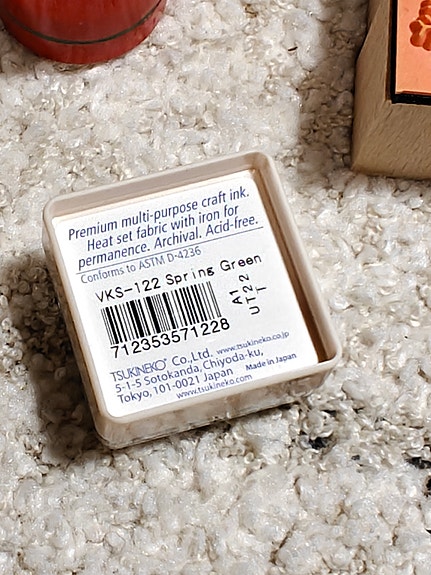 Premium multi-purpose craft ink.
Heat set fabric with iron for
permanence. Archival. Acid-free.
Conforms to ASTM D-4236
VKS-122 Spring Green
712353571228
A1
UT22
T
TSUKINEKO® Co.,Ltd. www.tsukineko.co.jp
5-1-5 Sotokanda, Chiyoda-ku,
Tokyo, 101-0021 Japan Made in Japan
www.tsukineko.com